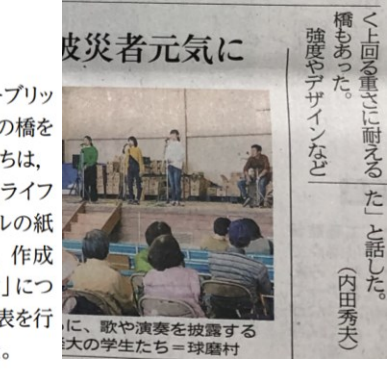 く上回る重さに耐える
橋もあった。
強度やデザインなど
た」と話した。
（内田秀夫）
被災者元気に
に、歌や演奏を披露する
大の学生たち＝球磨村
ブリッ
の橋を
ちは，
ライフ
ルの紙
作成
」につ
表を行
。